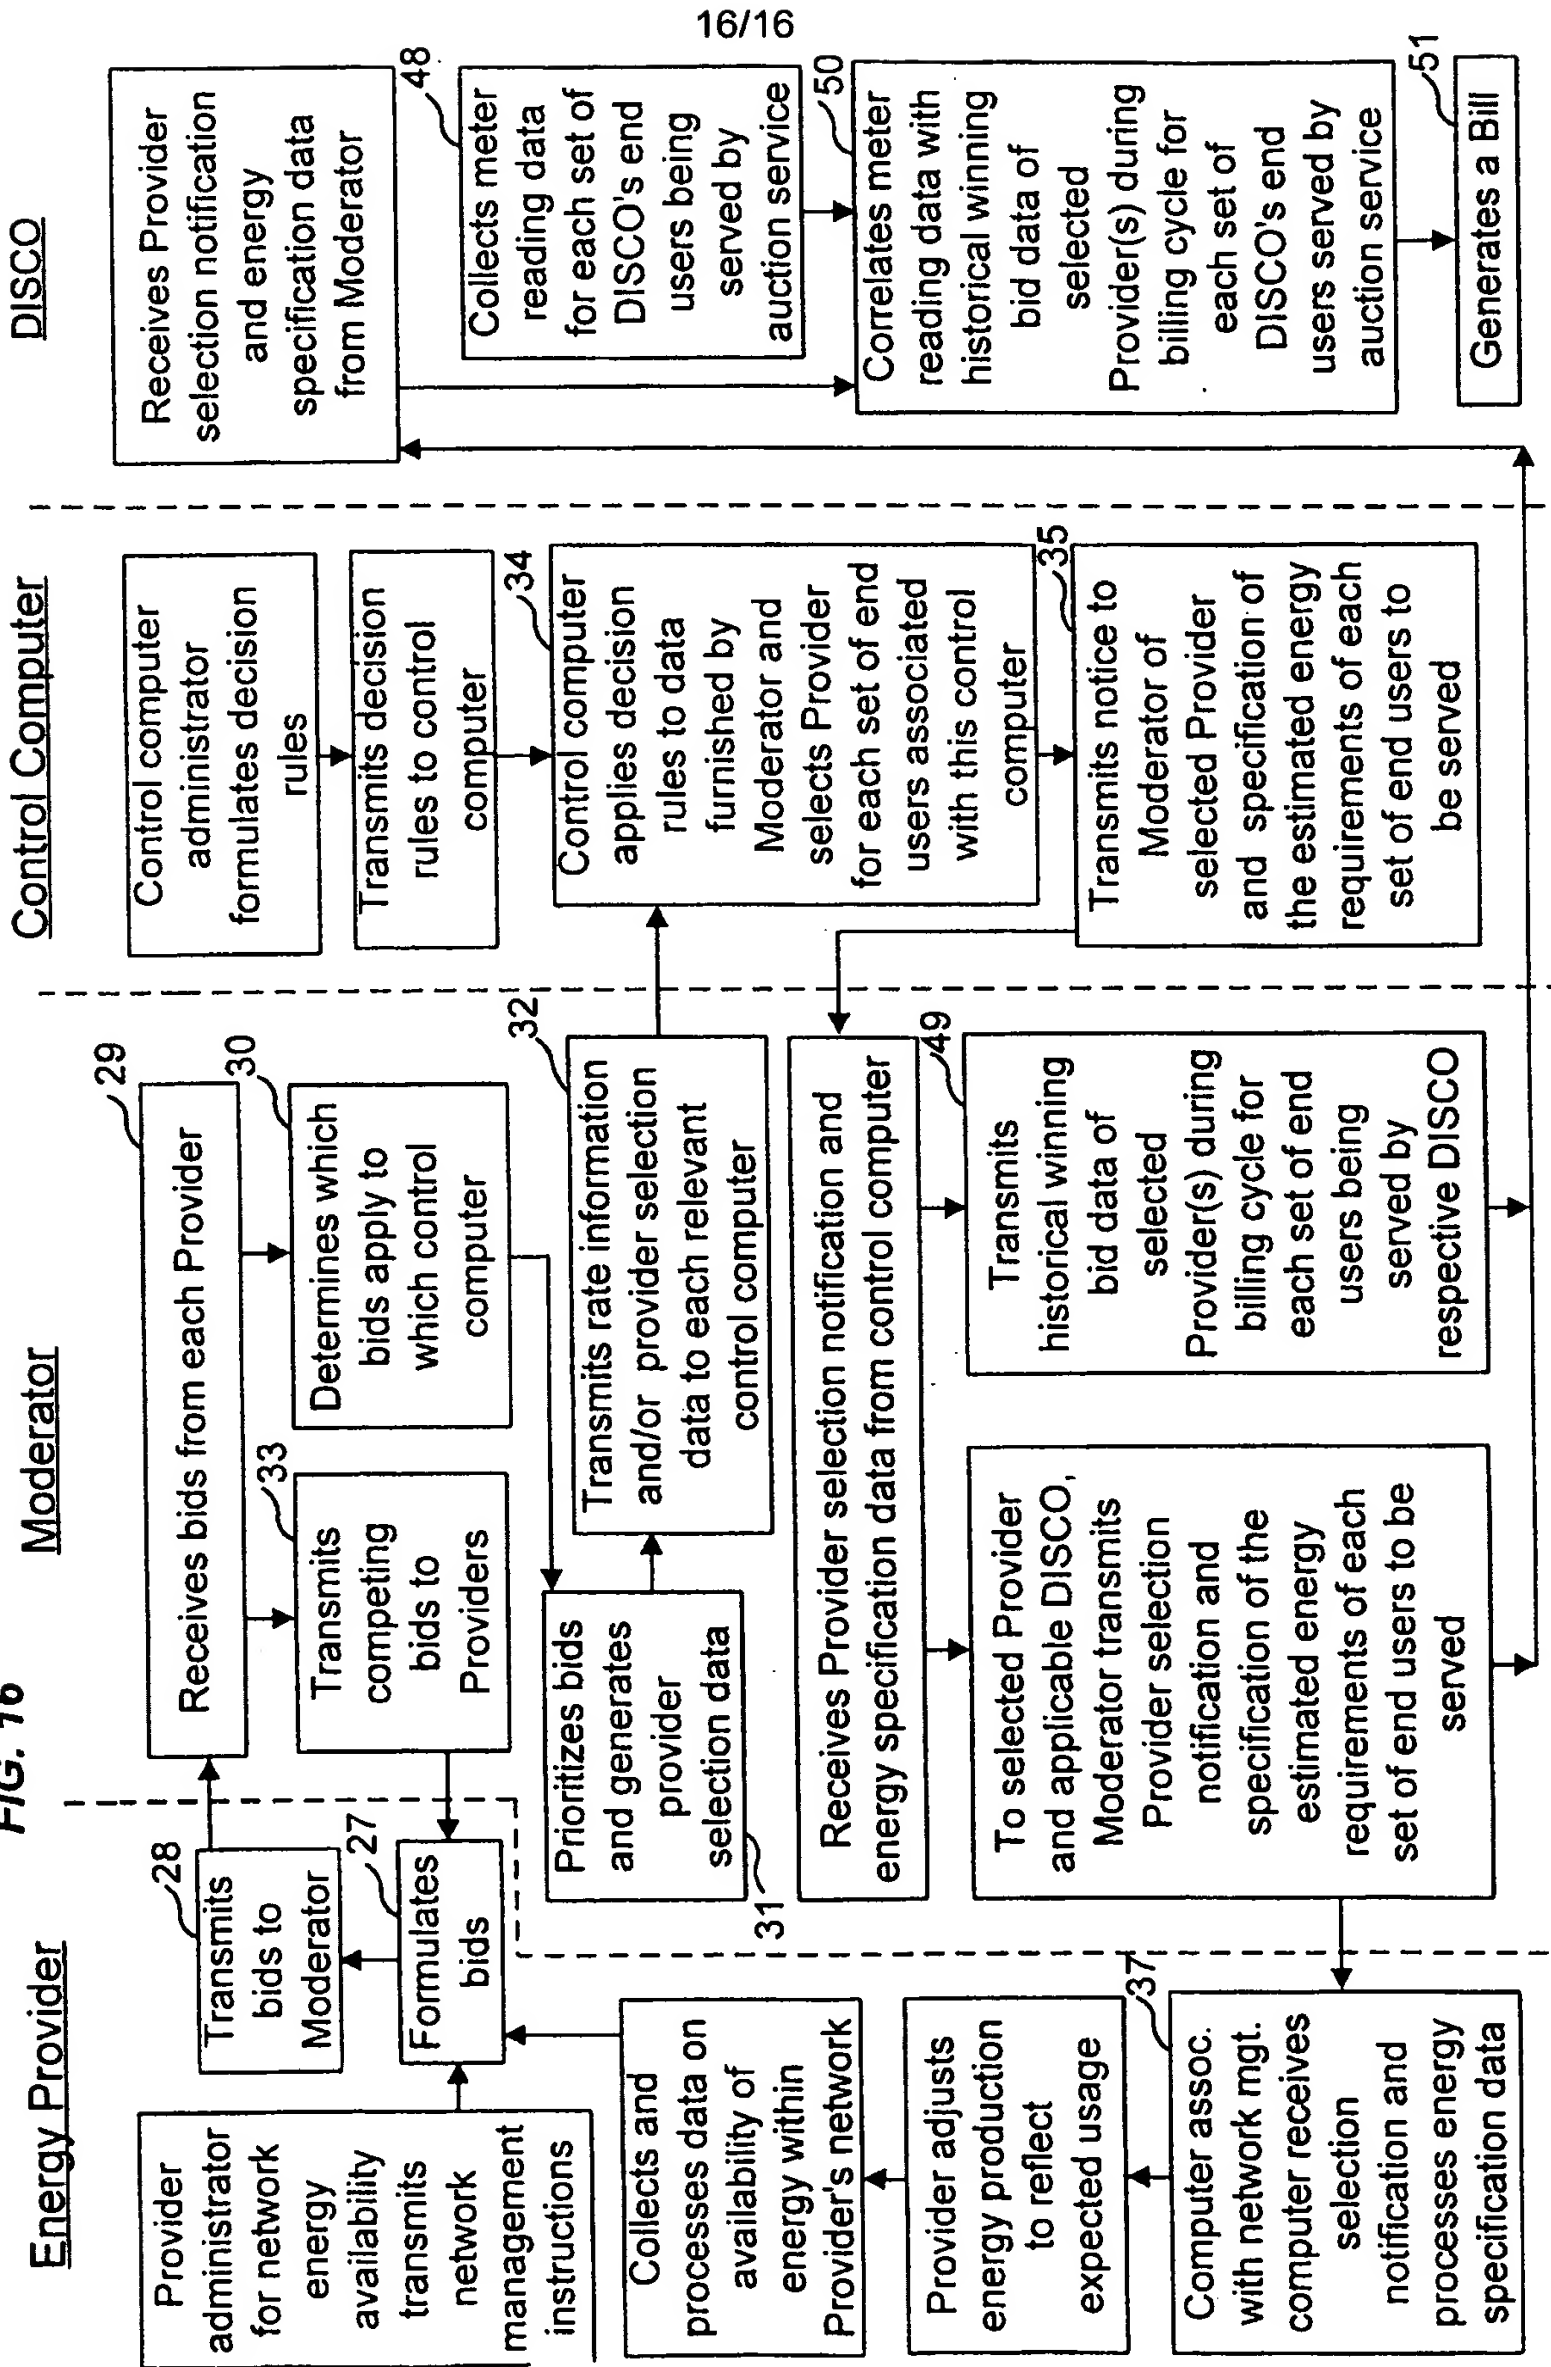 16/16
FIG. 16
Energy Provider
Provider
administrator
for network
energy
availability
transmits
network
management
instructions
28
Transmits
bids to
Moderator
27
Formulates
bids
Collects and
processes data on
availability of
energy within
Provider's network
Provider adjusts
energy production
to reflect
expected usage
37
Computer assoc.
with network mgt.
computer receives
selection
notification and
processes energy
specification data
Moderator
29
Receives bids from each Provider
33
Transmits
competing
bids to
Providers
30
Determines which
bids apply to
which control
computer
Prioritizes bids
and generates
provider
selection data
31
32
Transmits rate information
and/or provider selection
data to each relevant
control computer
Receives Provider selection notification and
energy specification data from control computer
To selected Provider
and applicable DISCO,
Moderator transmits
Provider selection
notification and
specification of the
estimated energy
requirements of each
set of end users to be
served
49
Transmits
historical winning
bid data of
selected
Provider(s) during
billing cycle for
each set of end
users being
served by
respective DISCO
Control Computer
Control computer
administrator
formulates decision
rules
Transmits decision
rules to control
computer
34
Control computer
applies decision
rules to data
furnished by
Moderator and
selects Provider
for each set of end
users associated
with this control
computer
35
Transmits notice to
Moderator of
selected Provider
and specification of
the estimated energy
requirements of each
set of end users to
be served
DISCO
Receives Provider
selection notification
and energy
specification data
from Moderator
48
Collects meter
reading data
for each set of
DISCO's end
users being
served by
auction service
50
Correlates meter
reading data with
historical winning
bid data of
selected
Provider(s) during
billing cycle for
each set of
DISCO's end
users served by
auction service
51
Generates a Bill